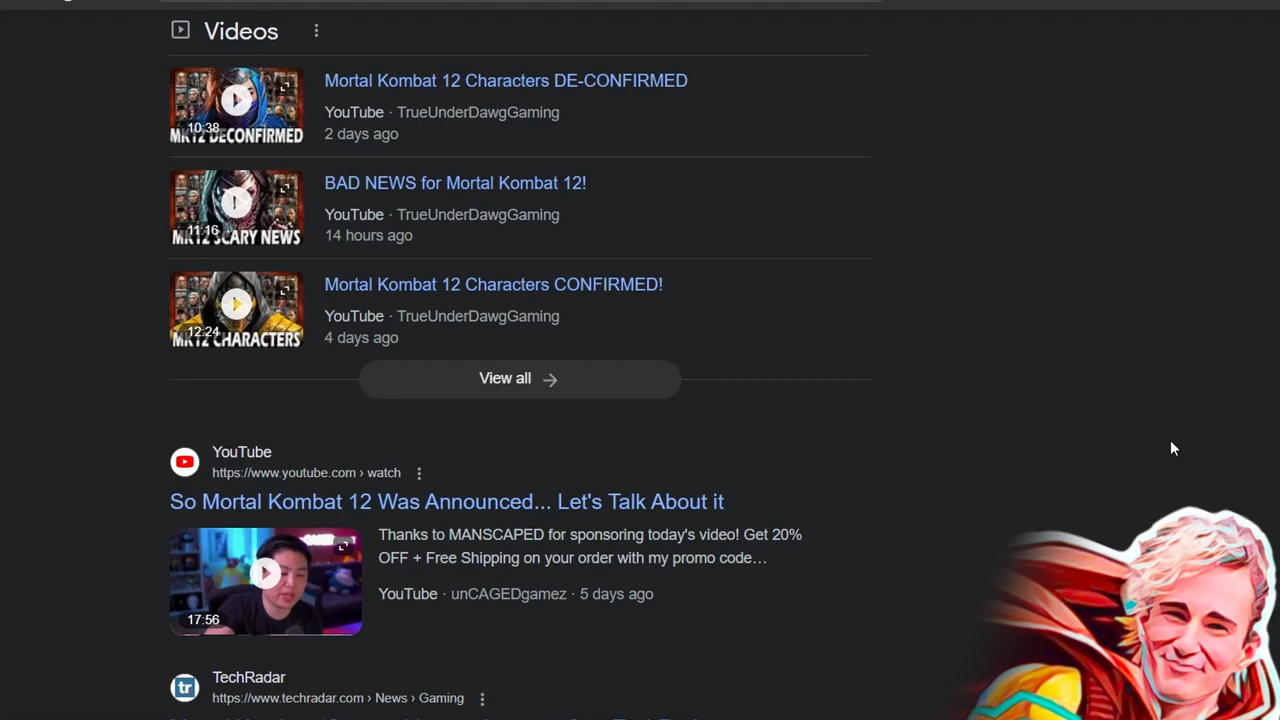 Videos
Mortal Kombat 12 Characters DE-CONFIRMED
YouTube · TrueUnderDawgGaming
2 days ago
10:38
MK12 DECONFIRMED
BAD NEWS for Mortal Kombat 12!
YouTube · TrueUnderDawgGaming
14 hours ago
11:16
MK12 SCARY NEWS
Mortal Kombat 12 Characters CONFIRMED!
YouTube · TrueUnderDawgGaming
4 days ago
12:24
MK12 CHARACTERS
View all
YouTube
https://www.youtube.com › watch
So Mortal Kombat 12 Was Announced... Let's Talk About it
Thanks to MANSCAPED for sponsoring today's video! Get 20%
OFF + Free Shipping on your order with my promo code…
YouTube · unCAGEDgamez · 5 days ago
17:56
tr
TechRadar
https://www.techradar.com › News › Gaming